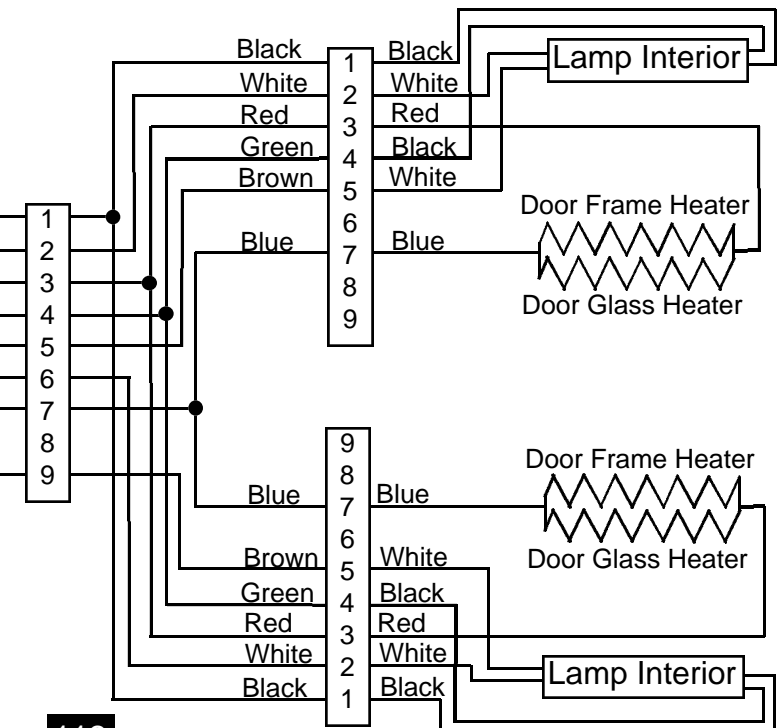 Black
Black
Lamp Interior
1
White
White
2
Red
Red
3
Green
Black
4
Brown
White
5
6
Blue
Blue
7
8
9
Door Frame Heater
Door Glass Heater
1
2
3
4
5
6
7
8
9
9
8
Blue
Blue
7
6
Brown
White
5
Green
Black
4
Red
Red
3
White
White
2
Black
Black
1
Door Frame Heater
Door Glass Heater
Lamp Interior